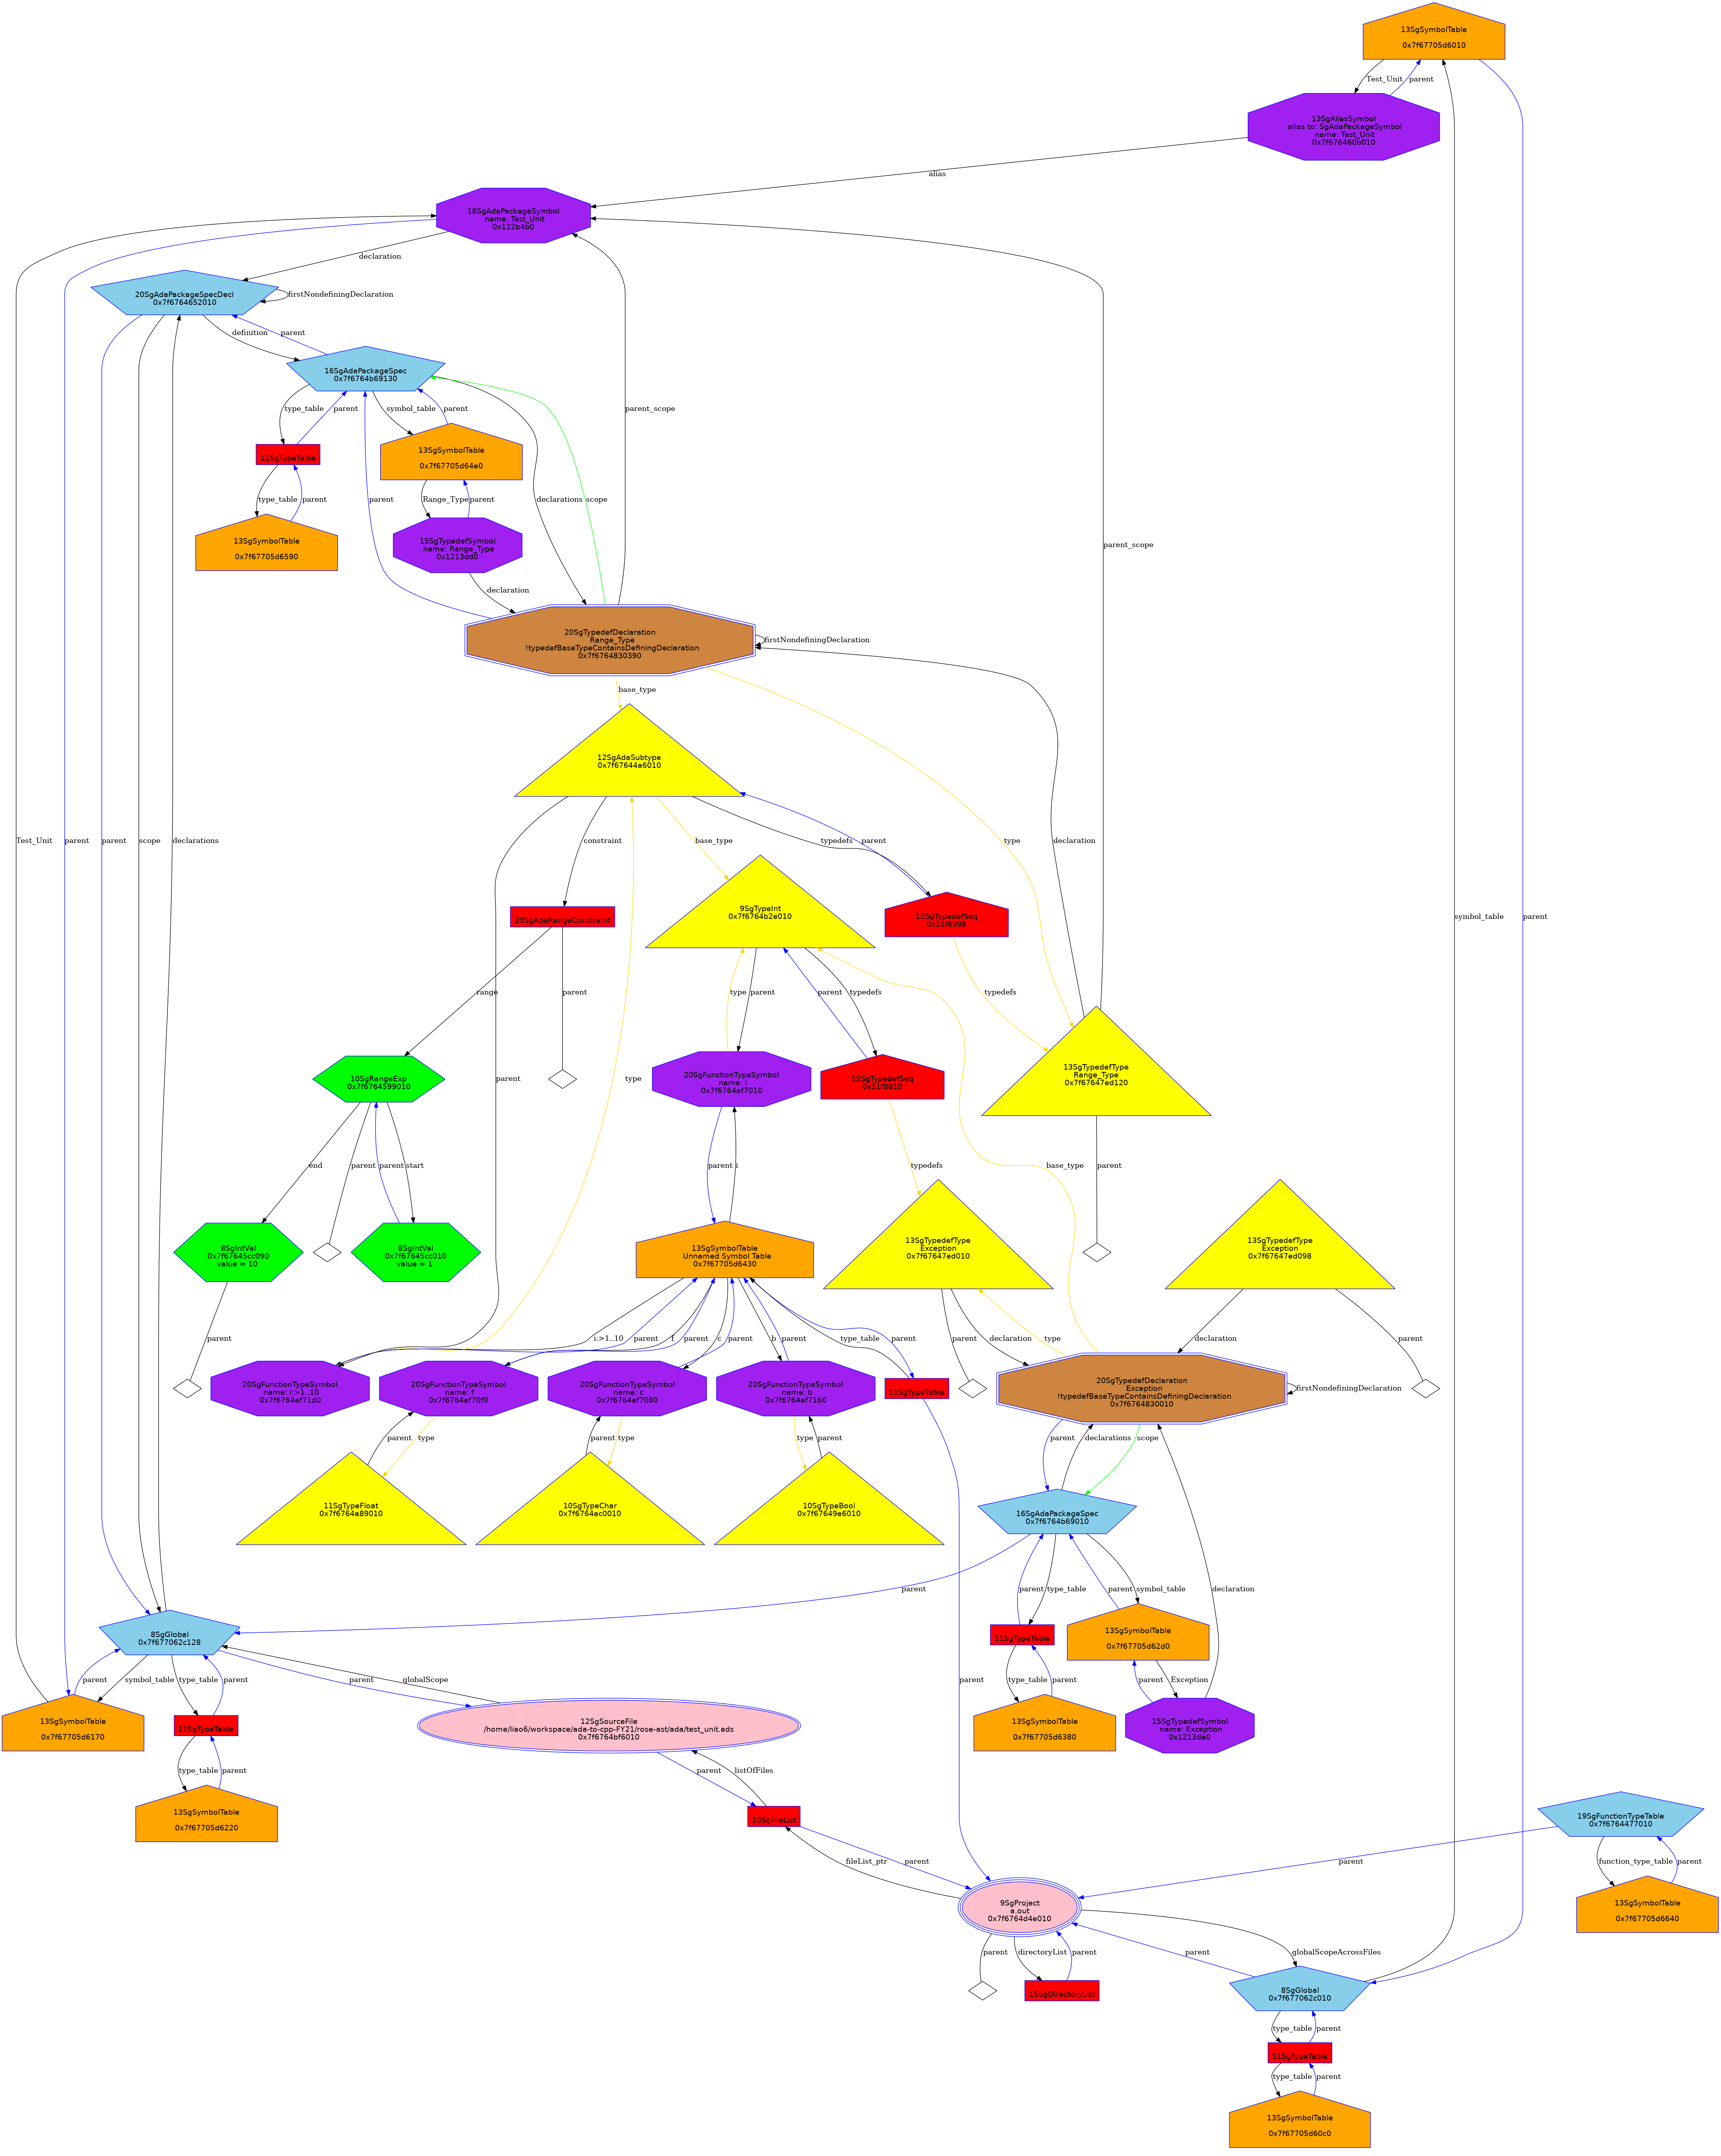 13SgSymbolTable
0x7f67705d6010
Test_Unit
parent
13SgAliasSymbol
alias to: SgAdaPackageSymbol
name: Test_Unit
0x7f676460b010
alias
18SgAdaPackageSymbol
name: Test_Unit
0x122b4b0
declaration
20SgAdaPackageSpecDecl
0x7f6764652010
firstNondefiningDeclaration
definition
parent
16SgAdaPackageSpec
0x7f6764b69130
type_table
parent
symbol_table
parent
parent_scope
11SgTypeTable
13SgSymbolTable
0x7f67705d64e0
type_table
parent
Range_Type
parent
parent
declarations
scope
13SgSymbolTable
0x7f67705d6590
15SgTypedefSymbol
name: Range_Type
0x1213dd0
parent_scope
declaration
20SgTypedefDeclaration
Range_Type
!typedefBaseTypeContainsDefiningDeclaration
0x7f6764830390
firstNondefiningDeclaration
base_type
12SgAdaSubtype
0x7f67644a6010
Test_Unit
parent
parent
scope
declarations
constraint
base_type
typedefs
parent
type
declaration
20SgAdaRangeConstraint
9SgTypeInt
0x7f6764b2e010
12SgTypedefSeq
0x11f8998
symbol_table
parent
range
parent
type
parent
parent
typedefs
typedefs
10SgRangeExp
0x7f6764599010
parent
type
20SgFunctionTypeSymbol
name: i
0x7f6764af7010
12SgTypedefSeq
0x11f8810
13SgTypedefType
Range_Type
0x7f67647ed120
end
parent
parent
start
parent
i
typedefs
base_type
parent
8SgIntVal
0x7f67645cc090
value = 10
8SgIntVal
0x7f67645cc010
value = 1
13SgSymbolTable
Unnamed Symbol Table
0x7f67705d6430
13SgTypedefType
Exception
0x7f67647ed010
13SgTypedefType
Exception
0x7f67647ed098
parent
i:>1..10
parent
f
parent
c
parent
b
parent
type_table
parent
parent
declaration
type
declaration
parent
20SgFunctionTypeSymbol
name: i:>1..10
0x7f6764af71d0
20SgFunctionTypeSymbol
name: f
0x7f6764af70f0
20SgFunctionTypeSymbol
name: c
0x7f6764af7080
20SgFunctionTypeSymbol
name: b
0x7f6764af7160
11SgTypeTable
20SgTypedefDeclaration
Exception
!typedefBaseTypeContainsDefiningDeclaration
0x7f6764830010
firstNondefiningDeclaration
parent
type
parent
type
type
parent
parent
declarations
scope
11SgTypeFloat
0x7f6764a89010
10SgTypeChar
0x7f6764ac0010
10SgTypeBool
0x7f67649e6010
16SgAdaPackageSpec
0x7f6764b69010
parent
parent
type_table
parent
symbol_table
declaration
8SgGlobal
0x7f677062c128
11SgTypeTable
13SgSymbolTable
0x7f67705d62d0
parent
symbol_table
type_table
parent
parent
globalScope
parent
type_table
parent
parent
Exception
13SgSymbolTable
0x7f67705d6170
11SgTypeTable
12SgSourceFile
/home/liao6/workspace/ada-to-cpp-FY21/rose-ast/ada/test_unit.ads
0x7f6764bf6010
13SgSymbolTable
0x7f67705d6380
15SgTypedefSymbol
name: Exception
0x1213da0
type_table
parent
parent
listOfFiles
13SgSymbolTable
0x7f67705d6220
10SgFileList
19SgFunctionTypeTable
0x7f6764477010
fileList_ptr
parent
parent
function_type_table
parent
9SgProject
a.out
0x7f6764d4e010
13SgSymbolTable
0x7f67705d6640
parent
directoryList
parent
parent
globalScopeAcrossFiles
15SgDirectoryList
8SgGlobal
0x7f677062c010
type_table
parent
11SgTypeTable
type_table
parent
13SgSymbolTable
0x7f67705d60c0